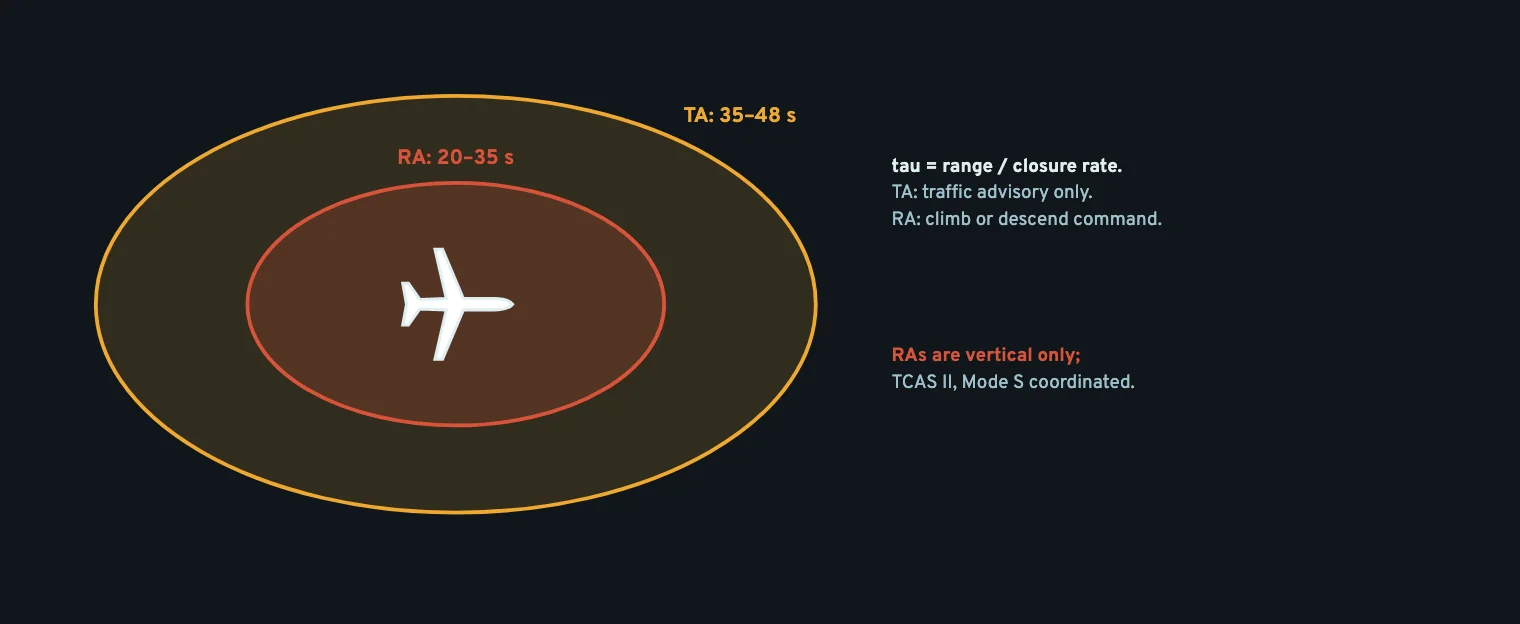 TA: 35–48 s
RA: 20–35 s
tau = range / closure rate.
TA: traffic advisory only.
RA: climb or descend command.
RAs are vertical only;
TCAS II, Mode S coordinated.